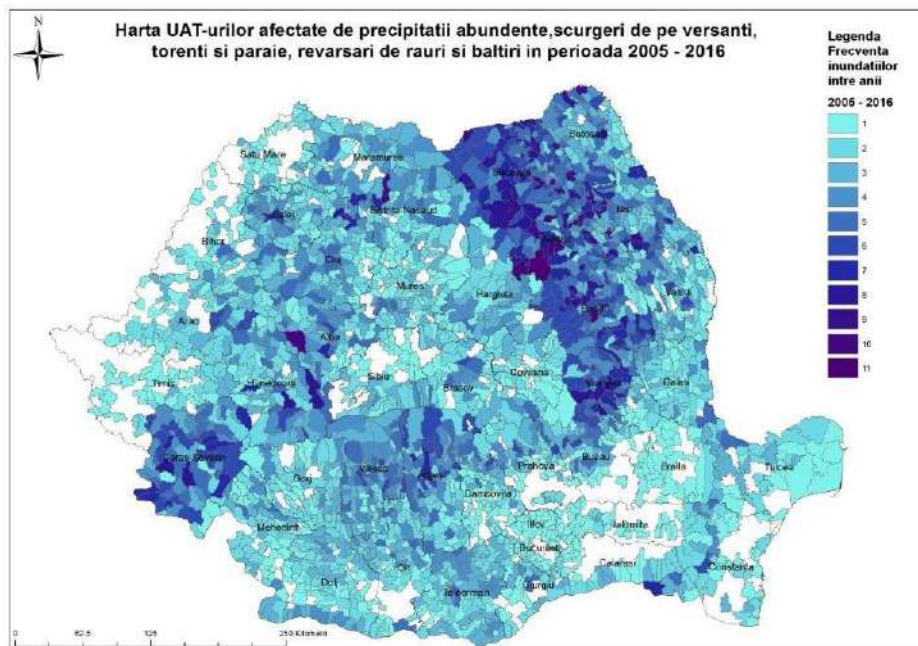 N
Harta UAT-urilor afectate de precipitatii abundente,scurgeri de pe versanti,
torenti si paraie, revarsari de rauri si baltiri in perioada 2005 - 2016
Legenda
Frecventa
inundatiilor
intre anii
2005 - 2016
1
2
3
4
5
6
7
8
9
10
11
Botosani
Satu Mare
Maramures
Suceava
Bistrita Nasaud
Salaj
Iasi
Bihor
Cluj
Mures
Harghita
Bacau
Vaslui
Arad
Alba
Timis
Hunedoara
Sibiu
Brasov
Covasna
Vrancea
Galati
Caras Severin
Gorj
Valcea
Arges
Prahova
Buzau
Braila
Tulcea
Dambovita
Mehedinti
Ilfov
Ialomita
Bucuresti
Calarasi
Constanta
Dolj
Olt
Teleorman
Giurgiu
0
62.5
125
250 Kilometri